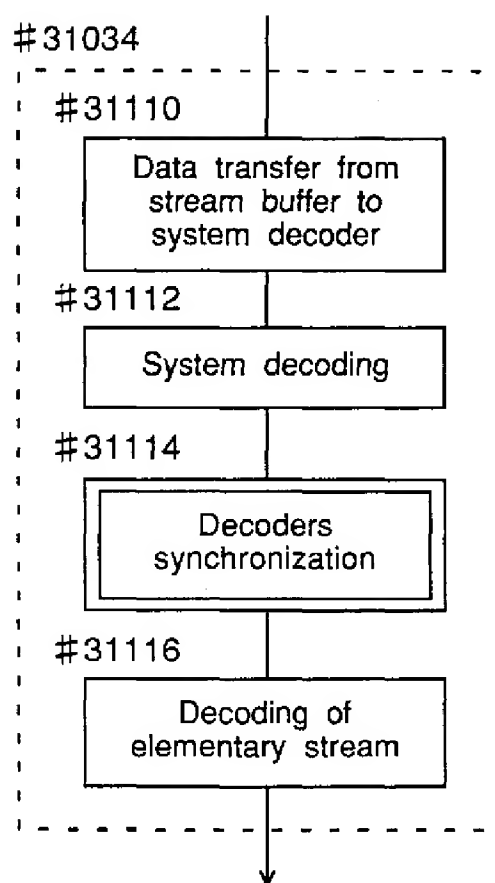 #31034
#31110
Data transfer from
stream buffer to
system decoder
#31112
System decoding
#31114
Decoders
synchronization
#31116
Decoding of
elementary stream